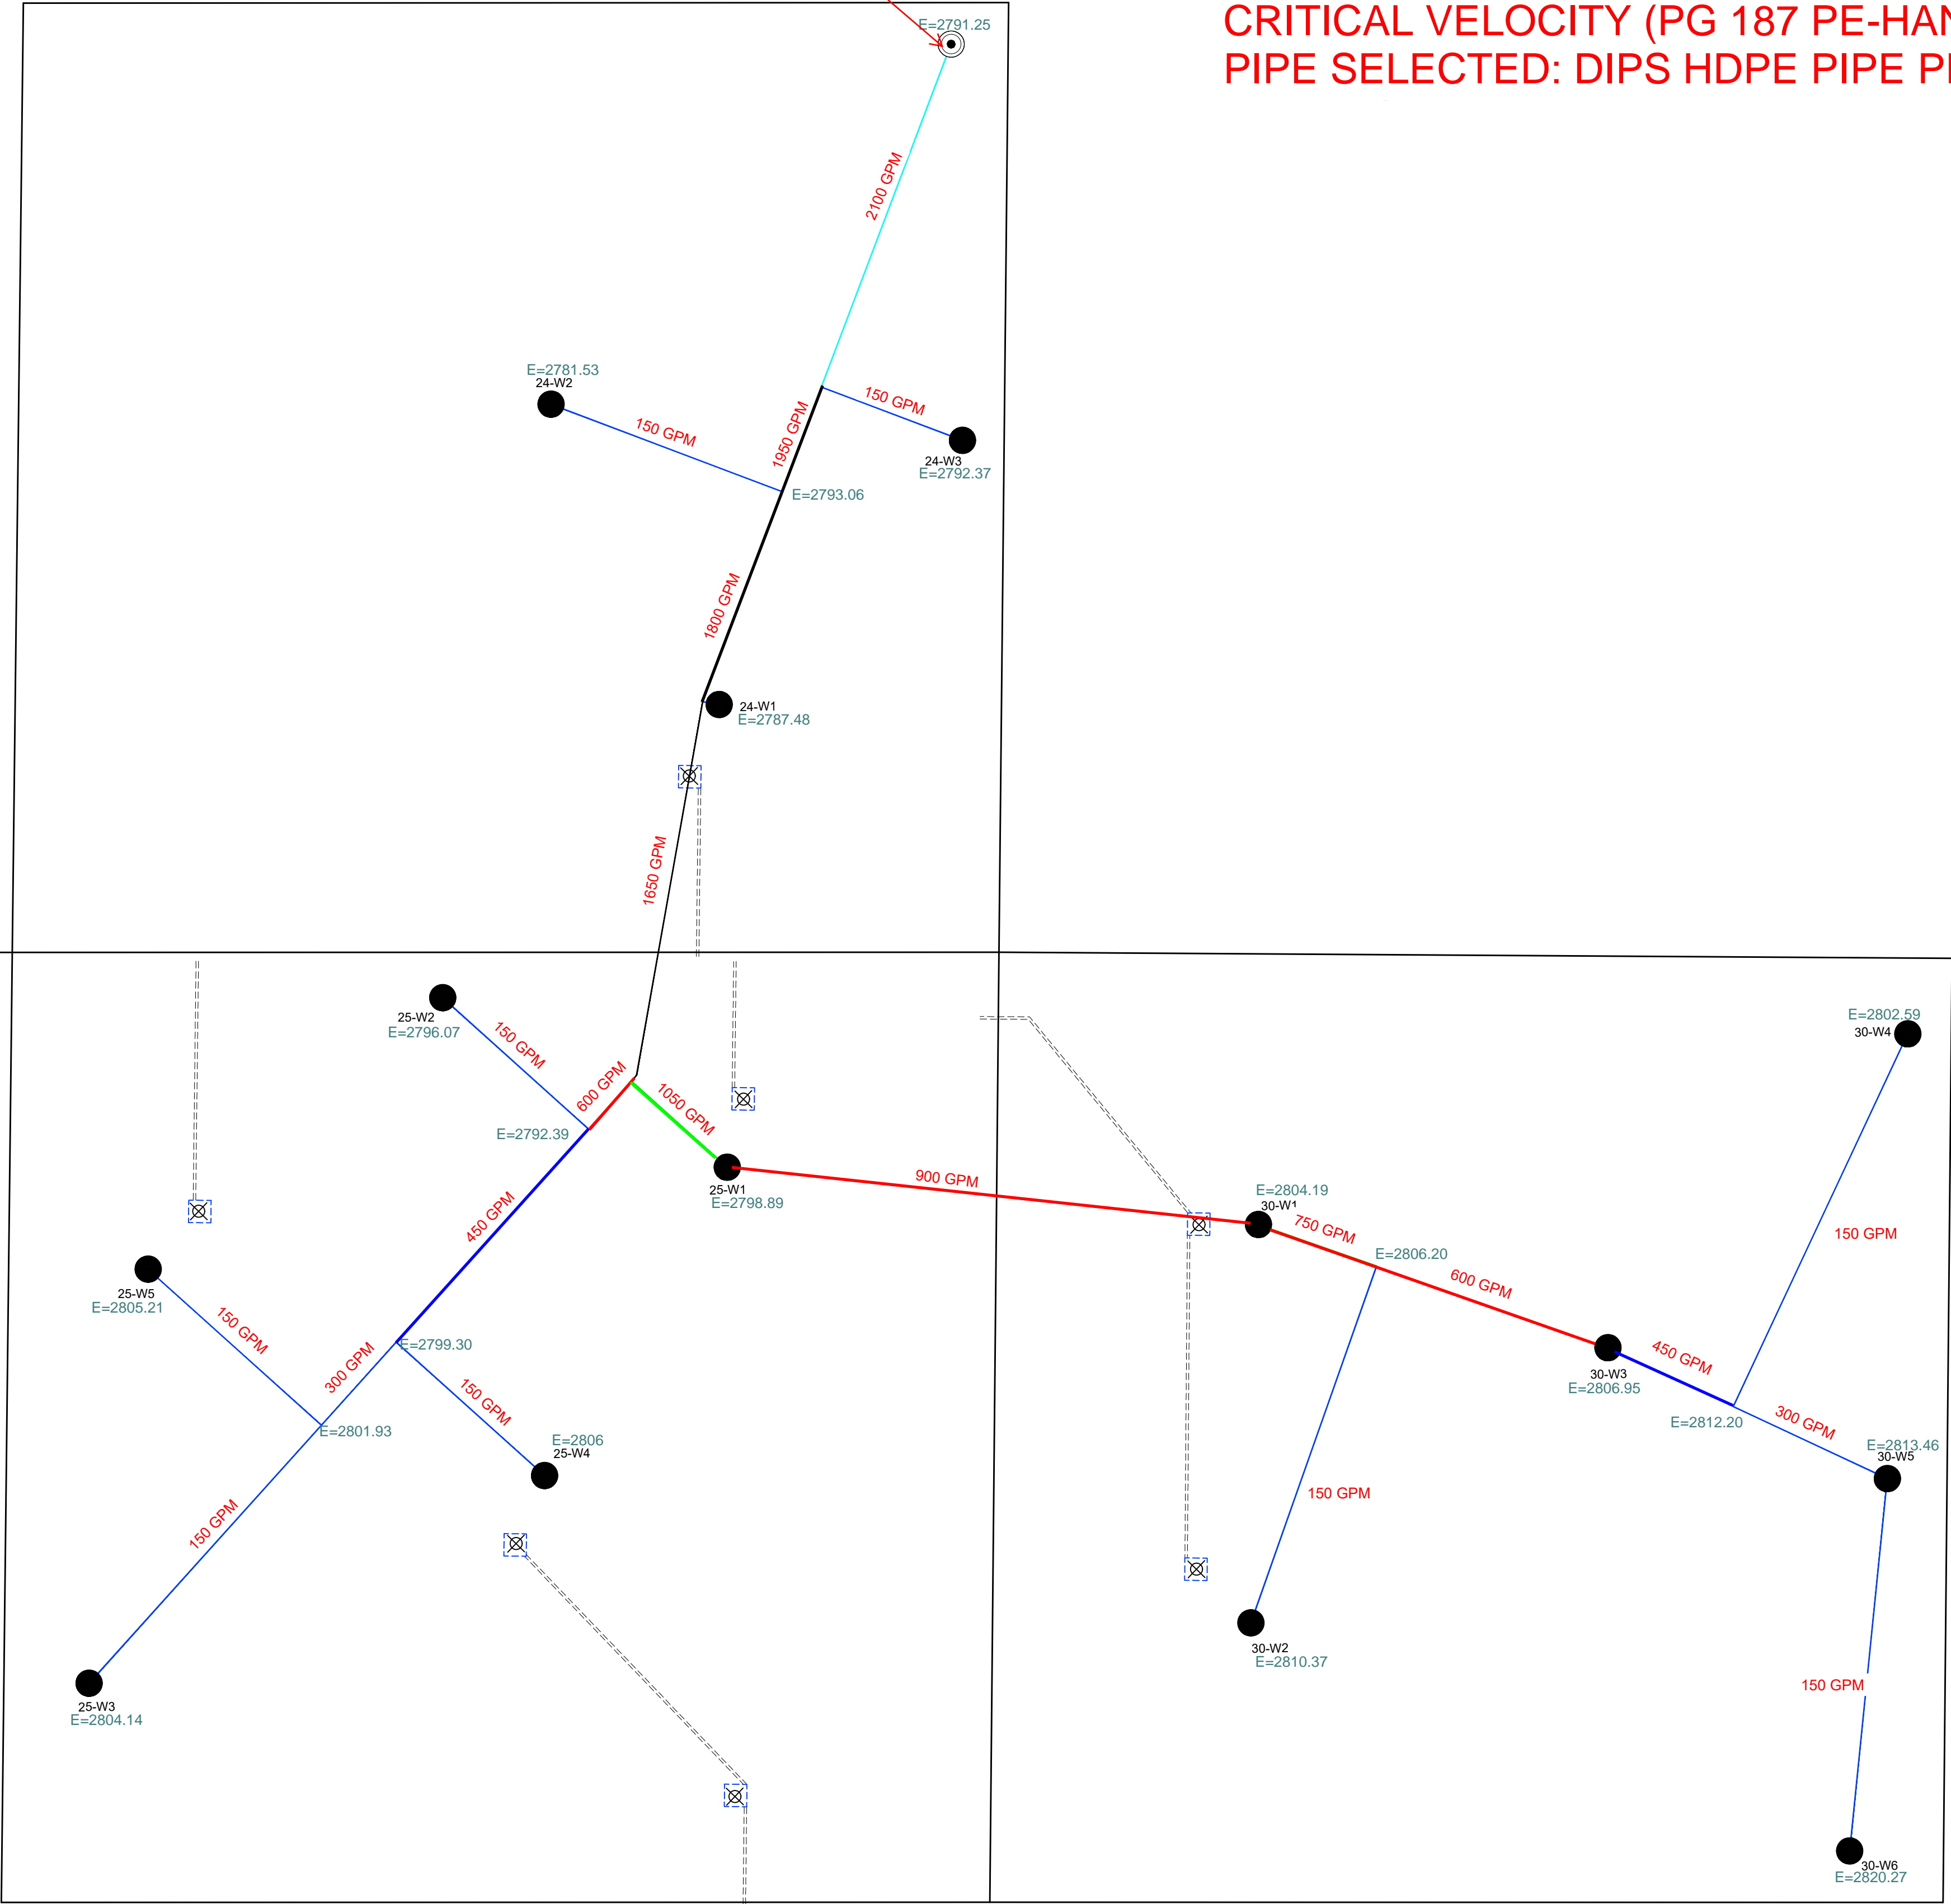 CRITICAL VELOCITY (PG 187 PE-HAN
PIPE SELECTED: DIPS HDPE PIPE
E=2791.25
2100 GPM
E=2781.53
24-W2
150 GPM
1950 GPM
150 GPM
24-W3
E=2792.37
E=2793.06
1800 GPM
24-W1
E=2787.48
1650 GPM
25-W2
E=2796.07
150 GPM
600 GPM
1050 GPM
E=2792.39
25-W1
E=2798.89
900 GPM
E=2804.19
30-W1
750 GPM
E=2806.20
600 GPM
E=2802.59
30-W4
150 GPM
450 GPM
25-W5
E=2805.21
150 GPM
300 GPM
E=2799.30
150 GPM
E=2801.93
E=2806
25-W4
150 GPM
25-W3
E=2804.14
450 GPM
30-W3
E=2806.95
E=2812.20
300 GPM
E=2813.46
30-W5
150 GPM
30-W2
E=2810.37
150 GPM
30-W6
E=2820.27